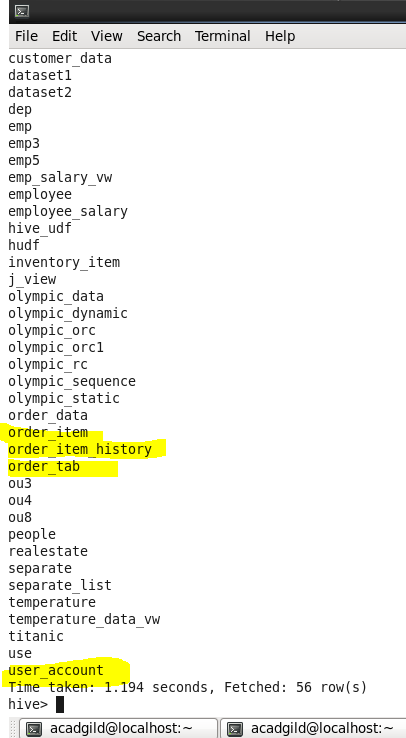 File Edit View Search Terminal Help
customer_data
dataset1
dataset2
dep
emp
emp3
emp5
emp_salary_vw
employee
employee_salary
hive_udf
hudf
inventory_item
j_view
olympic_data
olympic_dynamic
olympic_orc
olympic_orc1
olympic_rc
olympic_sequence
olympic_static
order_data
order_item
order_item_history
order_tab
ou3
ou4
ou8
people
realestate
separate
separate_list
temperature
temperature_data_vw
titanic
use
user_account
Time taken: 1.194 seconds, Fetched: 56 row(s)
hive>
acadgild@localhost:~ acadgild@localhost:~